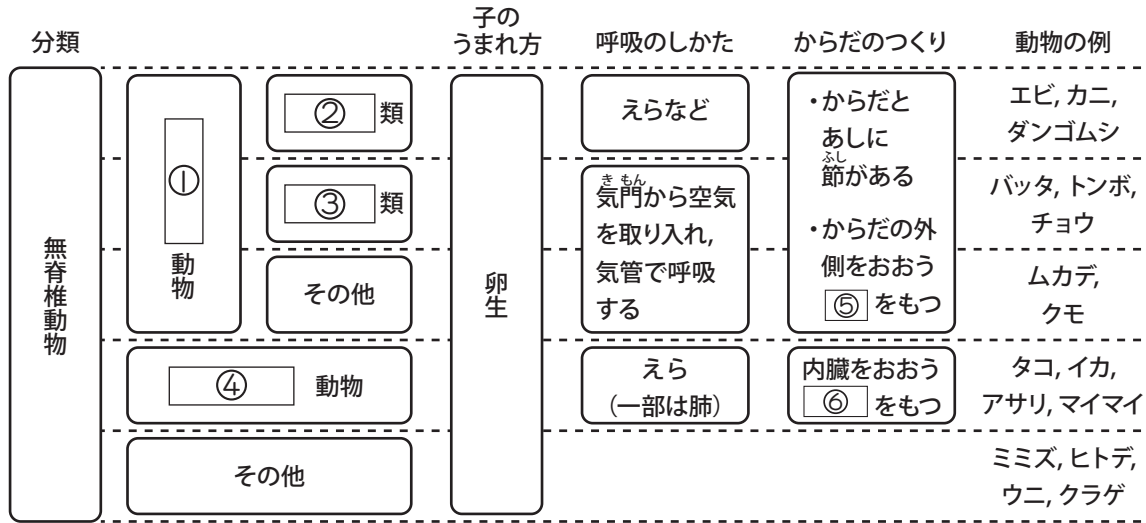 分類
子の
うまれ方
呼吸のしかた
からだのつくり
動物の例
無脊椎動物
①
動物
② 類
③ 類
その他
④ 動物
その他
卵生
えらなど
きもん
気門から空気
を取り入れ,
気管で呼吸
する
えら
(一部は肺)
・からだと
あしに
ふし
節がある
・からだの外
側をおおう
⑤ をもつ
内臓をおおう
⑥ をもつ
エビ, カニ,
ダンゴムシ
バッタ, トンボ,
チョウ
ムカデ,
クモ
タコ, イカ,
アサリ, マイマイ
ミミズ, ヒトデ,
ウニ, クラゲ